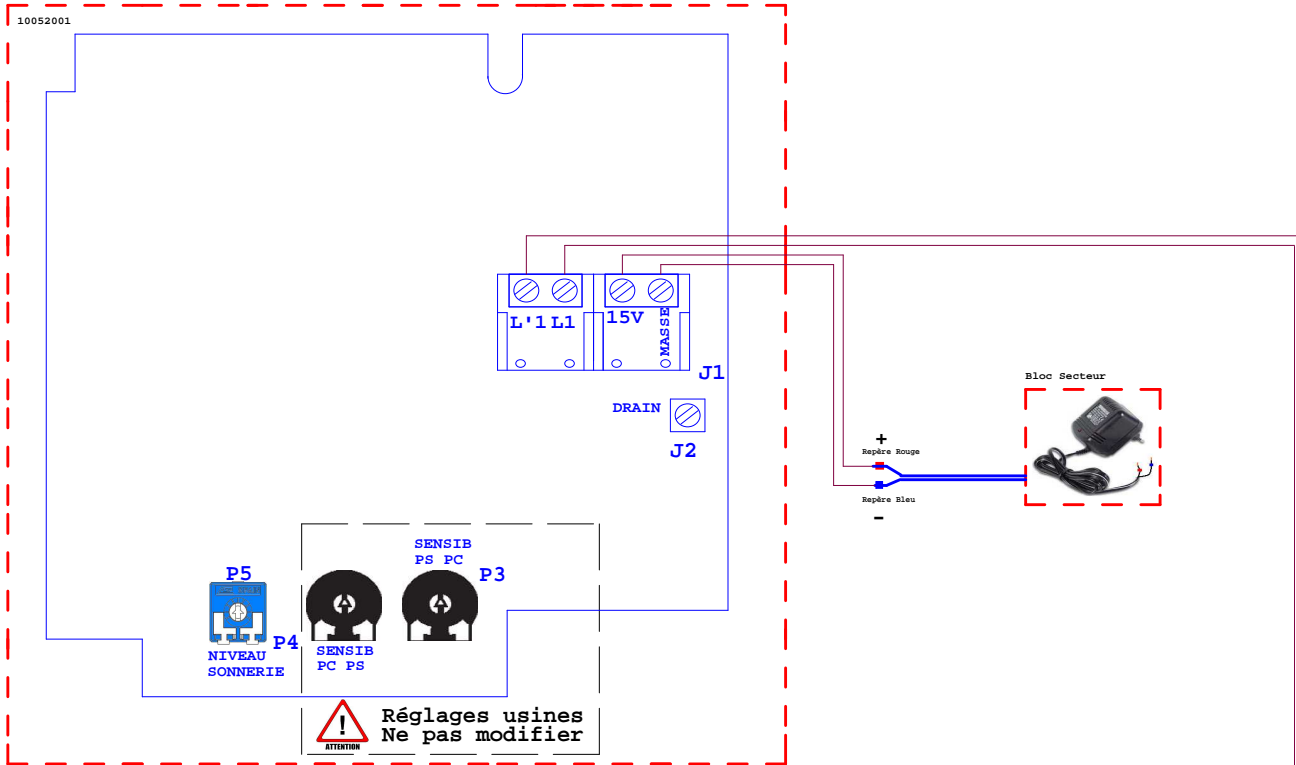 10052001
L'1 L1 15V MASSE
J1
Bloc Secteur
DRAIN
J2
+
Repère Rouge
Repère Bleu
-
SENSIB
PS PC
P3
P5
P4
NIVEAU
SONNERIE
SENSIB
PC PS
!
ATTENTION
Réglages usines
Ne pas modifier